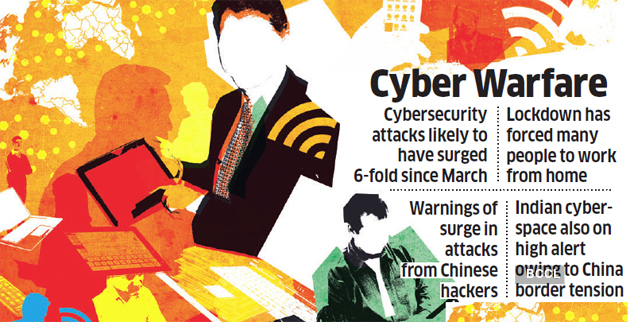 Cyber Warfare
Cybersecurity
attacks likely to
have surged
6-fold since March
Lockdown has
forced many
people to work
from home
Warnings of
surge in
attacks
from Chinese
hackers
Indian cyber-
space also on
high alert
owing to China
border tension
BCCL